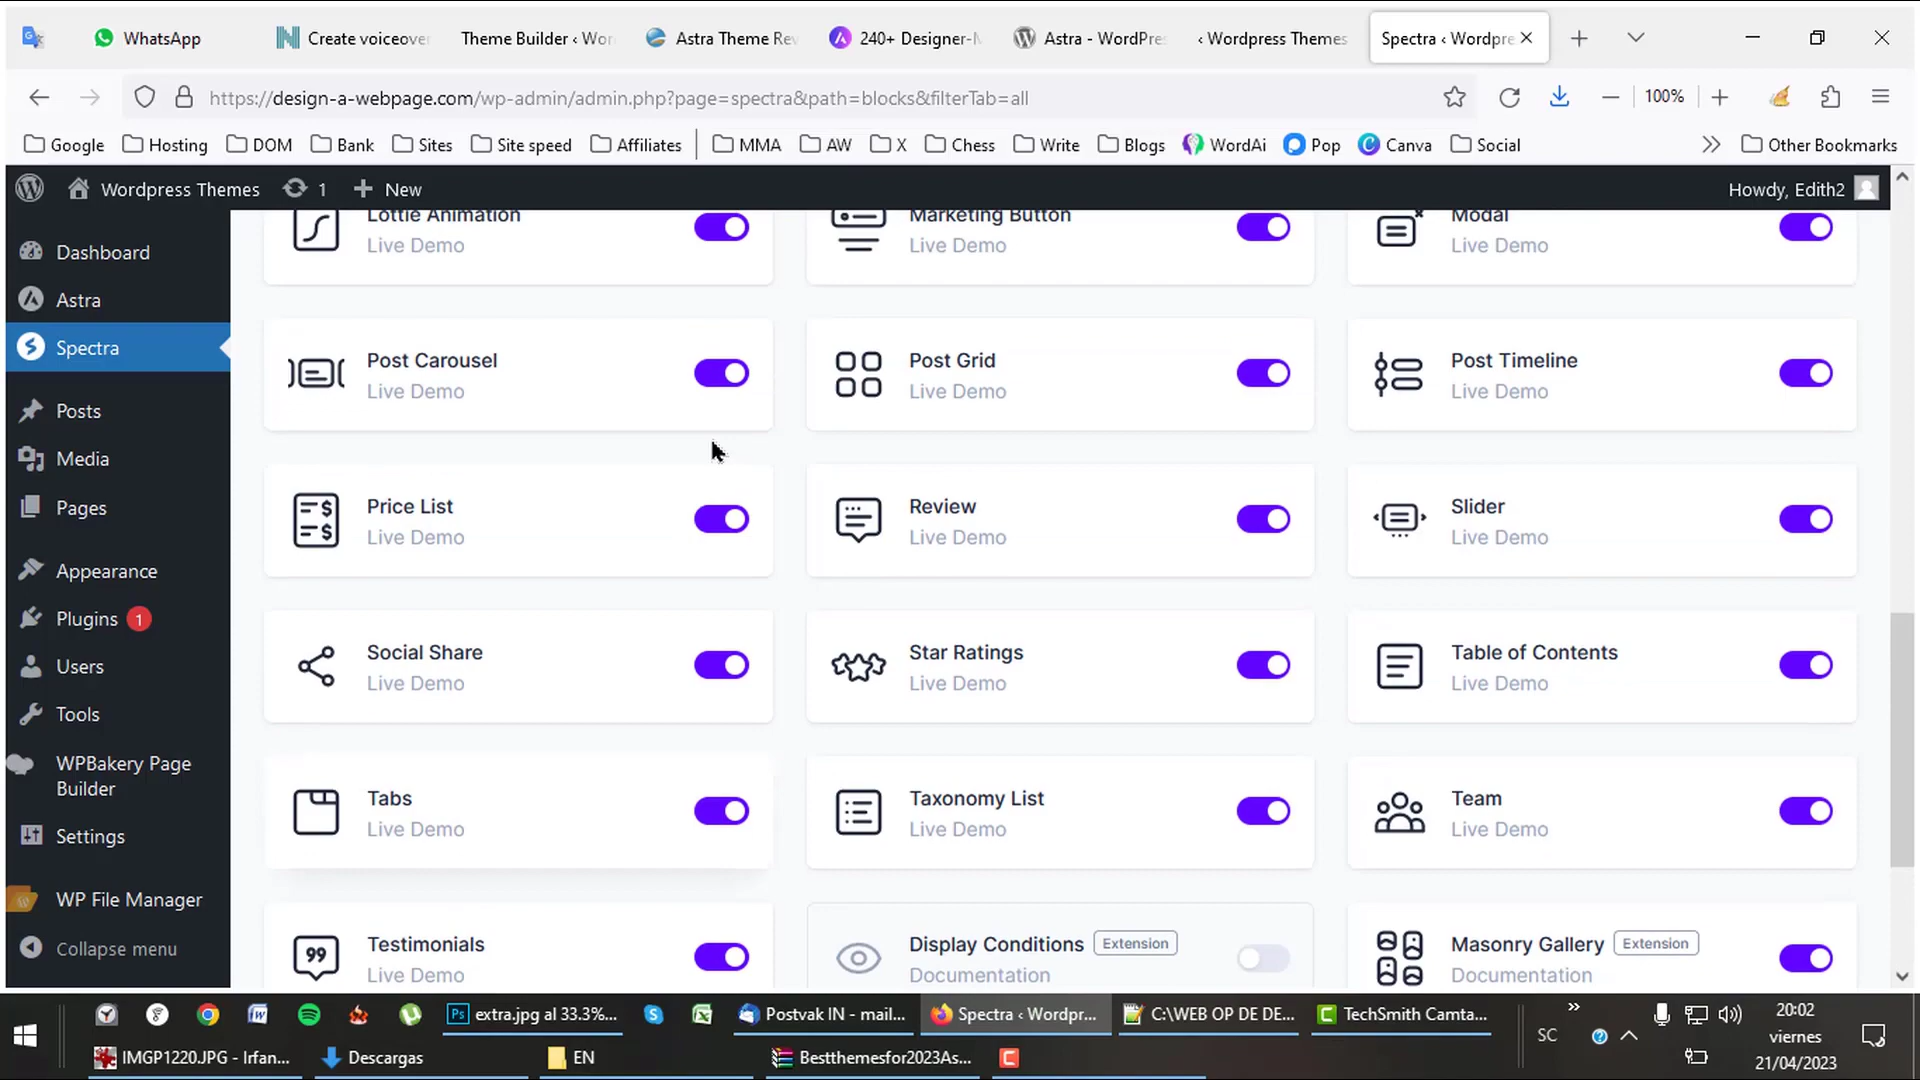 WhatsApp
Create voiceover
Theme Builder ‹ Wor
Astra Theme Rev
240+ Designer-M
Astra - WordPres
‹ Wordpress Themes
Spectra ‹ Wordpre
https://design-a-webpage.com/wp-admin/admin.php?page=spectra&path=blocks&filterTab=all
100%
Google
Hosting
DOM
Bank
Sites
Site speed
Affiliates
MMA
AW
X
Chess
Write
Blogs
WordAi
Pop
Canva
Social
Other Bookmarks
Wordpress Themes
1
New
Howdy, Edith2
Dashboard
Astra
Spectra
Posts
Media
Pages
Appearance
Plugins 1
Users
Tools
WPBakery Page
Builder
Settings
WP File Manager
Collapse menu
Lottie Animation
Live Demo
Marketing Button
Live Demo
Modal
Live Demo
Post Carousel
Live Demo
Post Grid
Live Demo
Post Timeline
Live Demo
Price List
Live Demo
Review
Live Demo
Slider
Live Demo
Social Share
Live Demo
Star Ratings
Live Demo
Table of Contents
Live Demo
Tabs
Live Demo
Taxonomy List
Live Demo
Team
Live Demo
Testimonials
Live Demo
Display Conditions Extension
Documentation
Masonry Gallery Extension
Documentation
Ps extra.jpg al 33.3%...
Postvak IN - mail...
Spectra ‹ Wordpr...
C:\WEB OP DE DE...
TechSmith Camta...
IMGP1220.JPG - Irfan...
Descargas
EN
Bestthemesfor2023As...
SC
20:02
viernes
21/04/2023